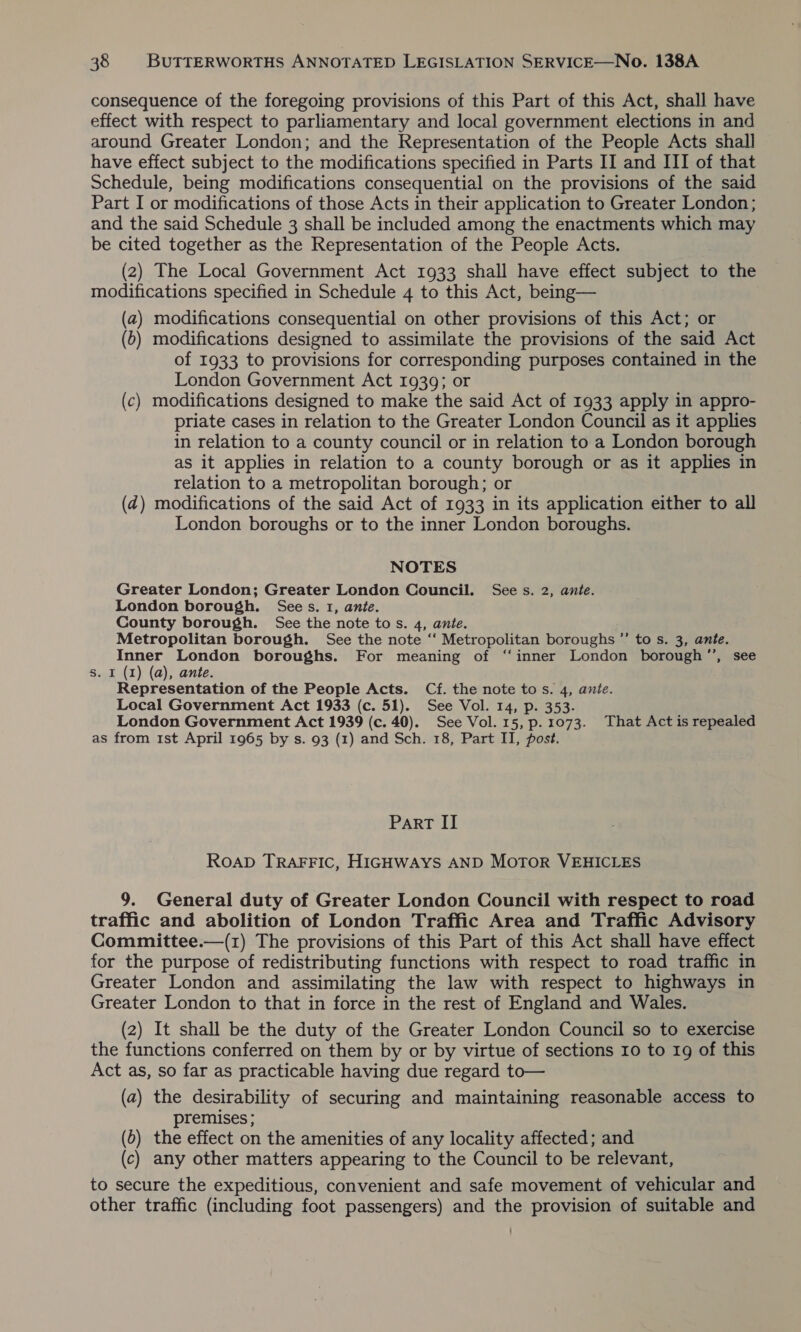 38 BUTTERWORTHS ANNOTATED LEGISLATION SERVICE—No. 138A
consequence of the foregoing provisions of this Part of this Act, shall have
effect with respect to parliamentary and local government elections in and
around Greater London; and the Representation of the People Acts shall
have effect subject to the modifications specified in Parts II and III of that
Schedule, being modifications consequential on the provisions of the said
Part I or modifications of those Acts in their application to Greater London;
and the said Schedule 3 shall be included among the enactments which may
be cited together as the Representation of the People Acts.
(2) The Local Government Act 1933 shall have effect subject to the
modifications specified in Schedule 4 to this Act, being—
(a) modifications consequential on other provisions of this Act; or
(b) modifications designed to assimilate the provisions of the said Act
of 1933 to provisions for corresponding purposes contained in the
London Government Act 1939; or
(c) modifications designed to make the said Act of 1933 apply in appro-
priate cases in relation to the Greater London Council as it applies
in relation to a county council or in relation to a London borough
as it applies in relation to a county borough or as it applies in
relation to a metropolitan borough; or
(d) modifications of the said Act of 1933 in its application either to all
London boroughs or to the inner London boroughs.
NOTES
Greater London; Greater London Council. See s. 2, ante.
London borough. See s. 1, ante.
County borough. See the note to s. 4, ante.
Metropolitan borough. See the note “ Metropolitan boroughs ” to s. 3, ante.
Inner London boroughs. For meaning of “inner London borough”, see
s. 1 (1) (a), ante.
Representation of the People Acts. Cf. the note to s. 4, ante.
Local Government Act 1933 (c. 51). See Vol. 14, p. 353.
London Government Act 1939 (c. 40). See Vol. 15, p. 1073. That Act is repealed
as from 1st April 1965 by s. 93 (1) and Sch. 18, Part II, post.
PART II
ROAD TRAFFIC, HIGHWAYS AND MOTOR VEHICLES
9. General duty of Greater London Council with respect to road
traffic and abolition of London Traffic Area and Traffic Advisory
Committee.—(1) The provisions of this Part of this Act shall have effect
for the purpose of redistributing functions with respect to road traffic in
Greater London and assimilating the law with respect to highways in
Greater London to that in force in the rest of England and Wales.
(2) It shall be the duty of the Greater London Council so to exercise
the functions conferred on them by or by virtue of sections 10 to 19 of this
Act as, so far as practicable having due regard to—
(a) the desirability of securing and maintaining reasonable access to
premises;
(b) the effect on the amenities of any locality affected; and
(c) any other matters appearing to the Council to be relevant,
to secure the expeditious, convenient and safe movement of vehicular and
other traffic (including foot passengers) and the provision of suitable and